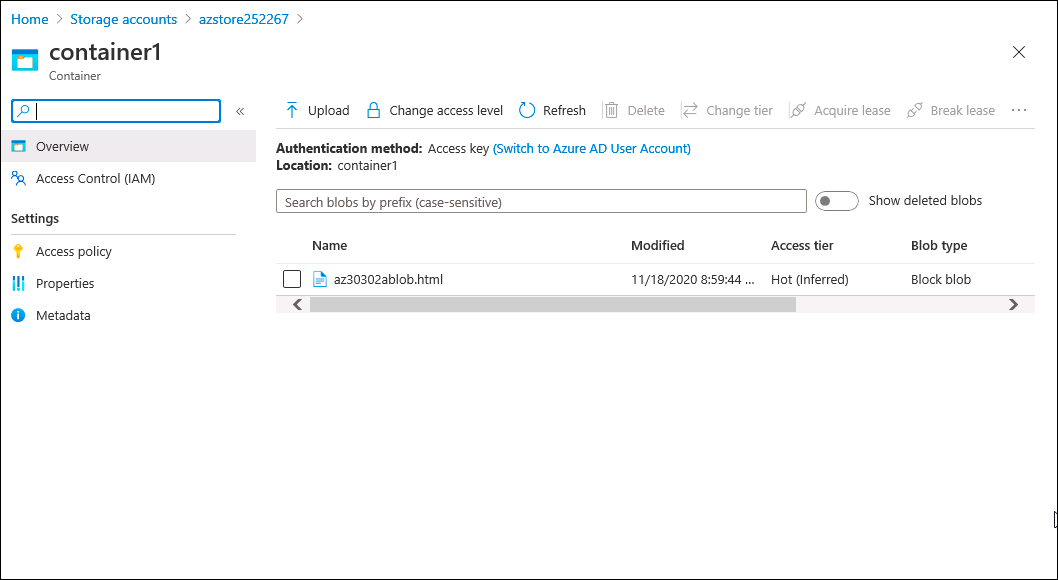 Home > Storage accounts > azstore252267 >
container1
Container
«
Upload Change access level Refresh Delete Change tier Acquire lease Break lease ...
Overview
Access Control (IAM)
Settings
Access policy
Properties
Metadata
Authentication method: Access key (Switch to Azure AD User Account)
Location: container1
Search blobs by prefix (case-sensitive) Show deleted blobs
Name Modified Access tier Blob type
az30302ablob.html 11/18/2020 8:59:44 ... Hot (Inferred) Block blob